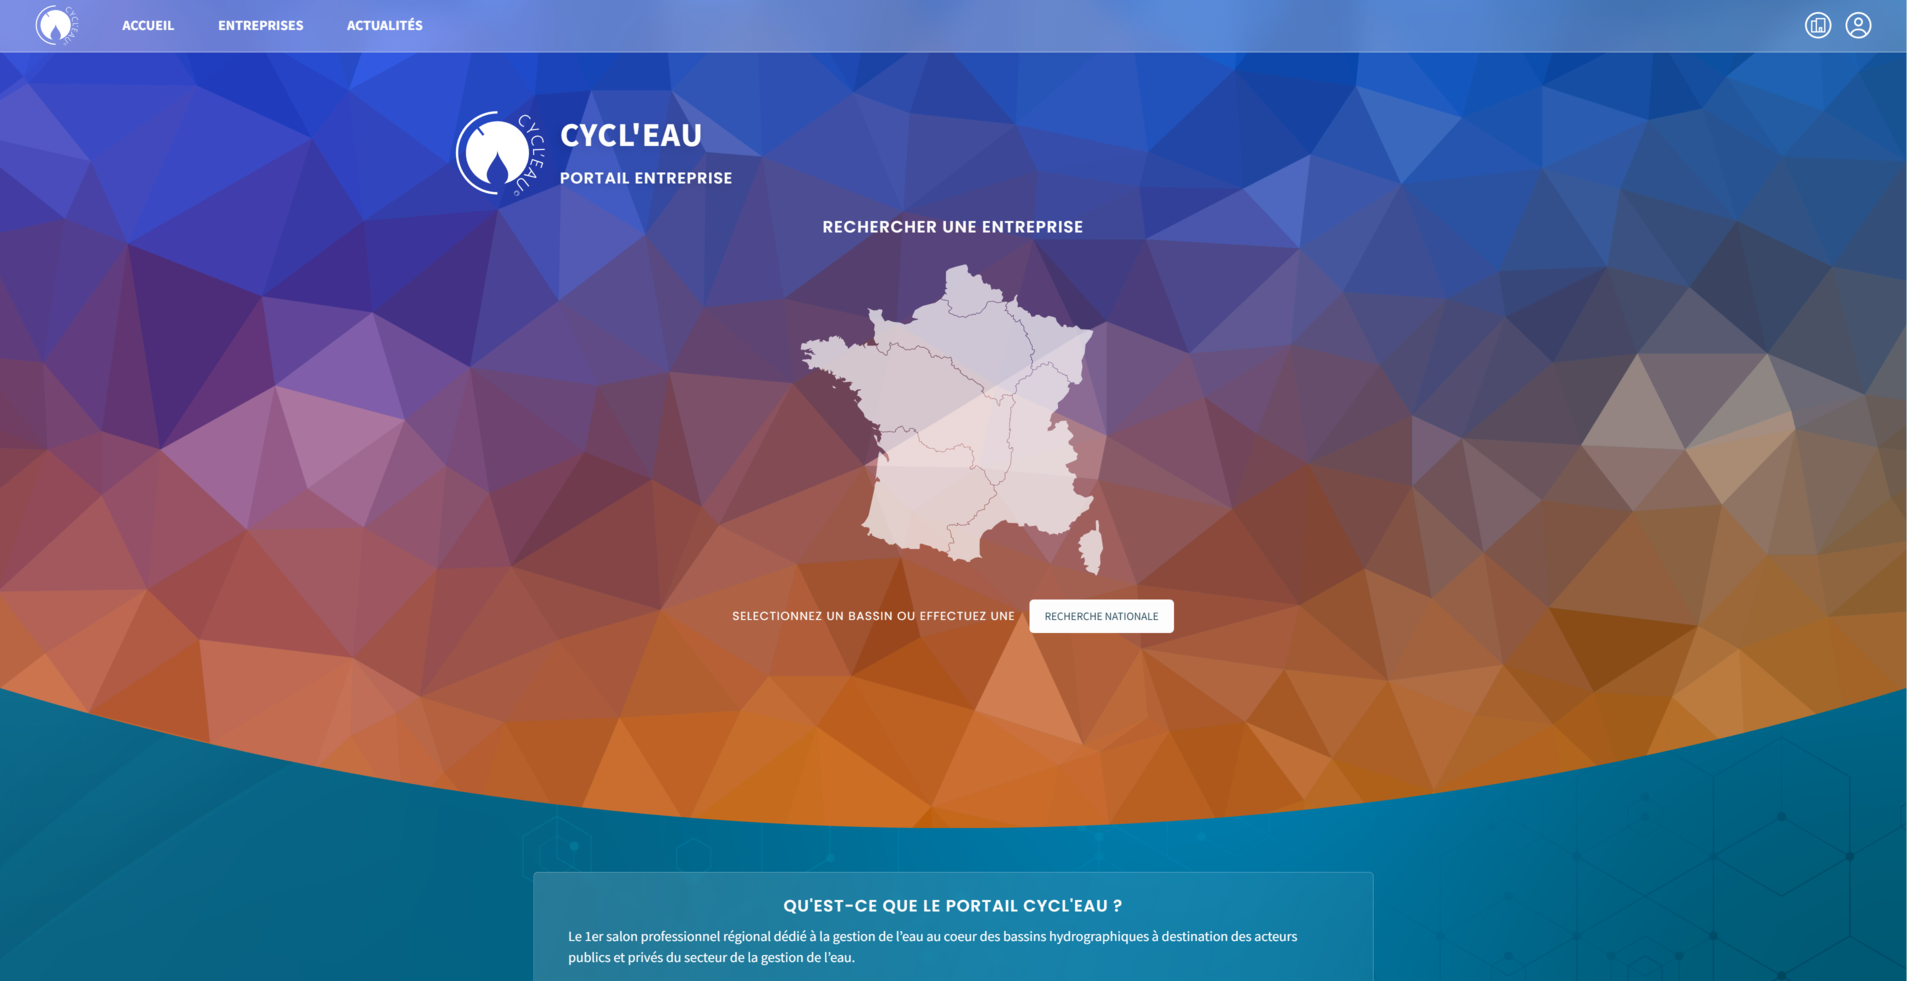 CYCL'EAU
ACCUEIL
ENTREPRISES
ACTUALITÉS
CYCL'EAU
CYCL'EAU
PORTAIL ENTREPRISE
RECHERCHER UNE ENTREPRISE
SELECTIONNEZ UN BASSIN OU EFFECTUEZ UNE
RECHERCHE NATIONALE
QU'EST-CE QUE LE PORTAIL CYCL'EAU ?
Le 1er salon professionnel régional dédié à la gestion de l'eau au coeur des bassins hydrographiques à destination des acteurs
publics et privés du secteur de la gestion de l'eau.